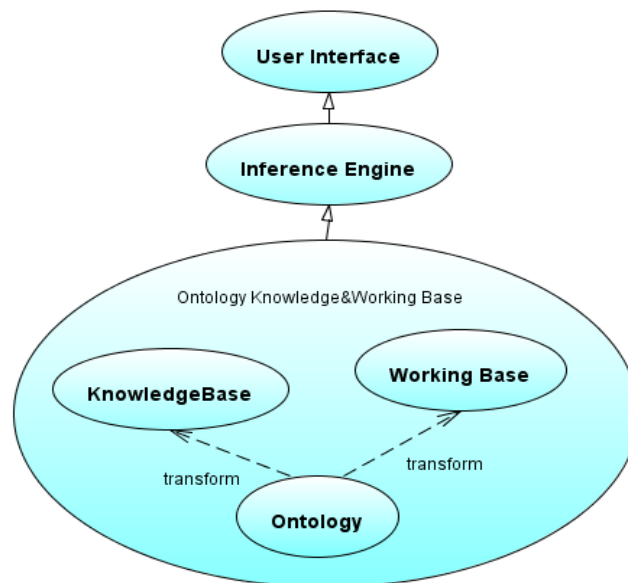 User Interface
Inference Engine
Ontology Knowledge&Working Base
Working Base
KnowledgeBase
transform
transform
Ontology